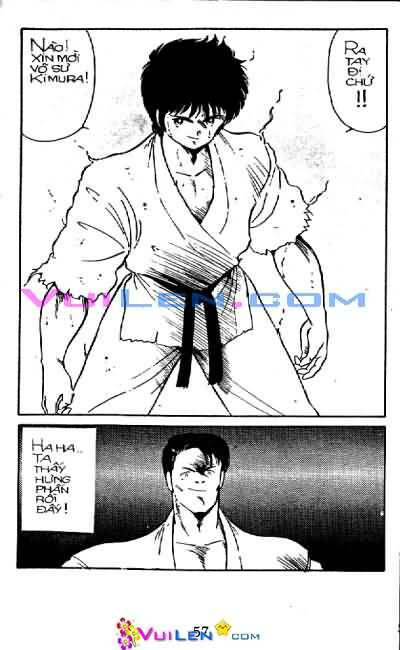 NÀO!
XIN MỜI
VÕ SƯ
KIMURA!
RA
TAY
ĐI
CHỨ
!!
VUILEN.COM
HA HA..
TA
THẤY
HƯNG
PHẤN
RỒI
ĐẤY!
57
VUILEN.COM